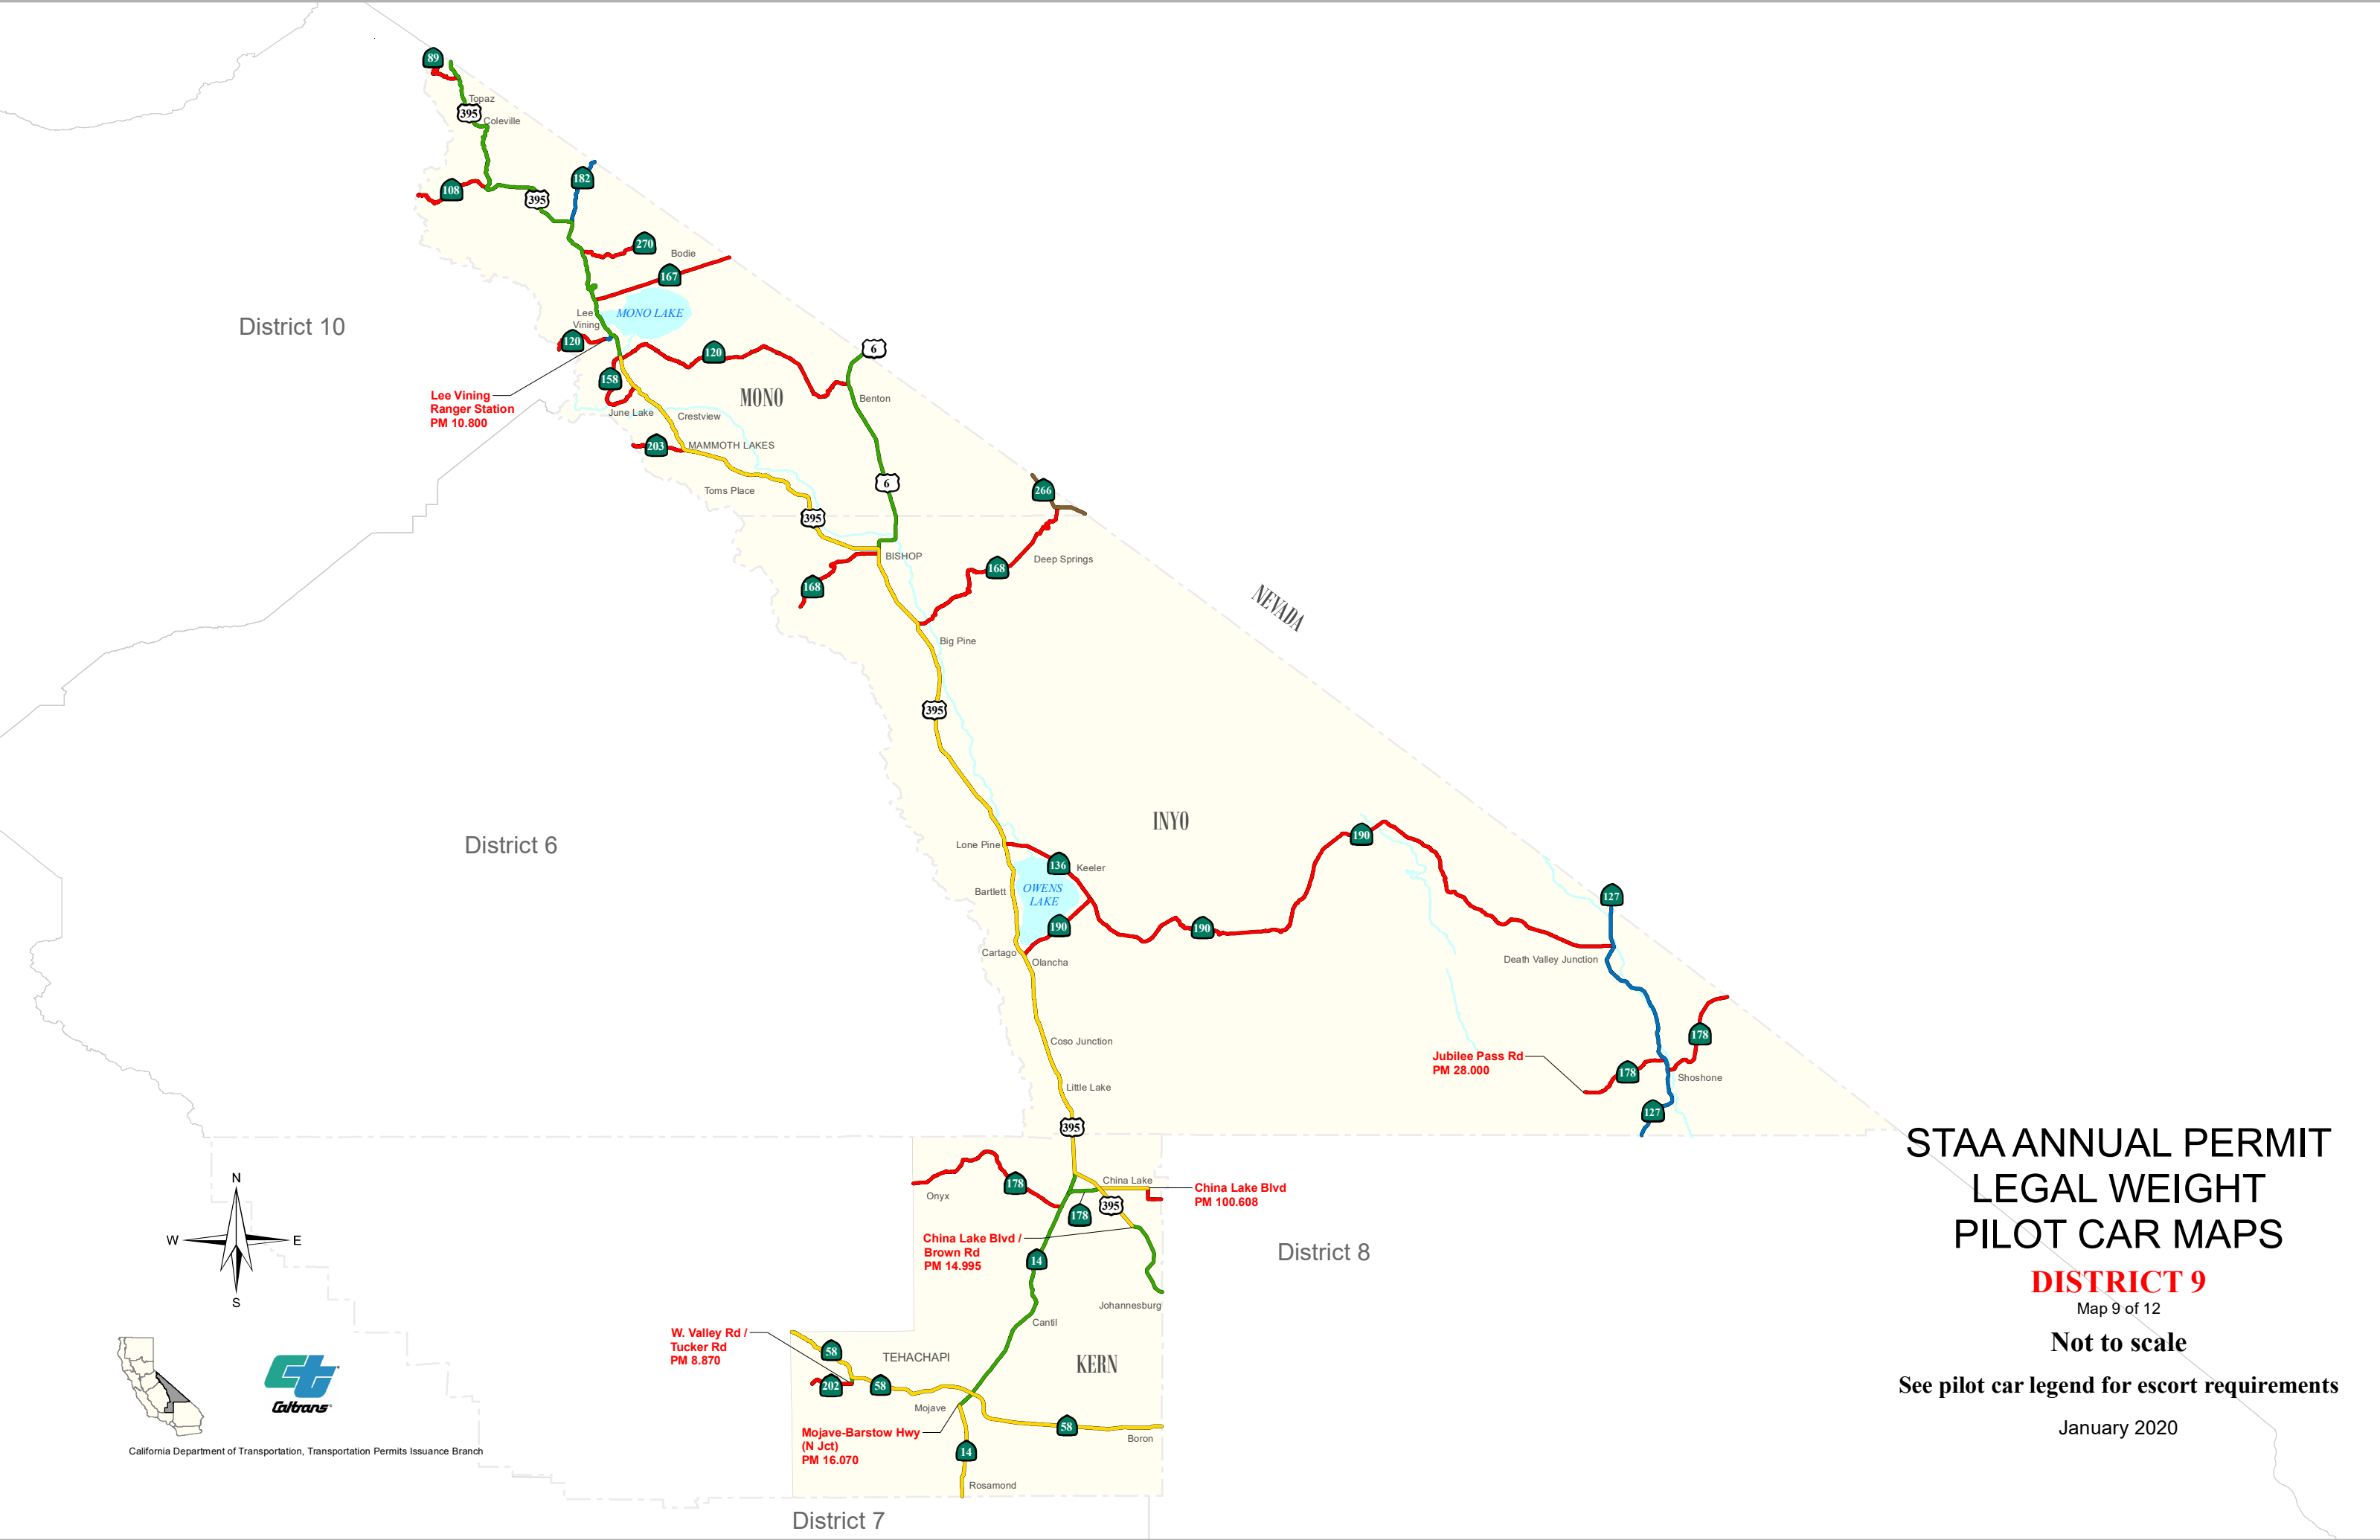 89
Topaz
395
Coleville
182
108
395
270
Bodie
167
District 10
Lee
Vining
MONO LAKE
120
120
6
158
Lee Vining
Ranger Station
PM 10.800
MONO
Benton
June Lake
Crestview
203
MAMMOTH LAKES
Toms Place
6
266
395
BISHOP
Deep Springs
168
168
NEVADA
Big Pine
395
INYO
190
District 6
Lone Pine
136
Keeler
Bartlett
OWENS
LAKE
127
190
190
Cartago
Olancha
Death Valley Junction
Coso Junction
178
Jubilee Pass Rd
PM 28.000
178
Shoshone
Little Lake
127
395
STAA ANNUAL PERMIT
LEGAL WEIGHT
PILOT CAR MAPS
DISTRICT 9
Map 9 of 12
Not to scale
See pilot car legend for escort requirements
January 2020
N
W
E
S
Onyx
178
China Lake
China Lake Blvd
PM 100.608
178
395
China Lake Blvd /
Brown Rd
PM 14.995
District 8
14
Johannesburg
Cantil
W. Valley Rd /
Tucker Rd
PM 8.870
58
TEHACHAPI
KERN
202
58
Mojave
58
Boron
Mojave-Barstow Hwy
(N Jct)
PM 16.070
14
Rosamond
ct
Caltrans
California Department of Transportation, Transportation Permits Issuance Branch
District 7